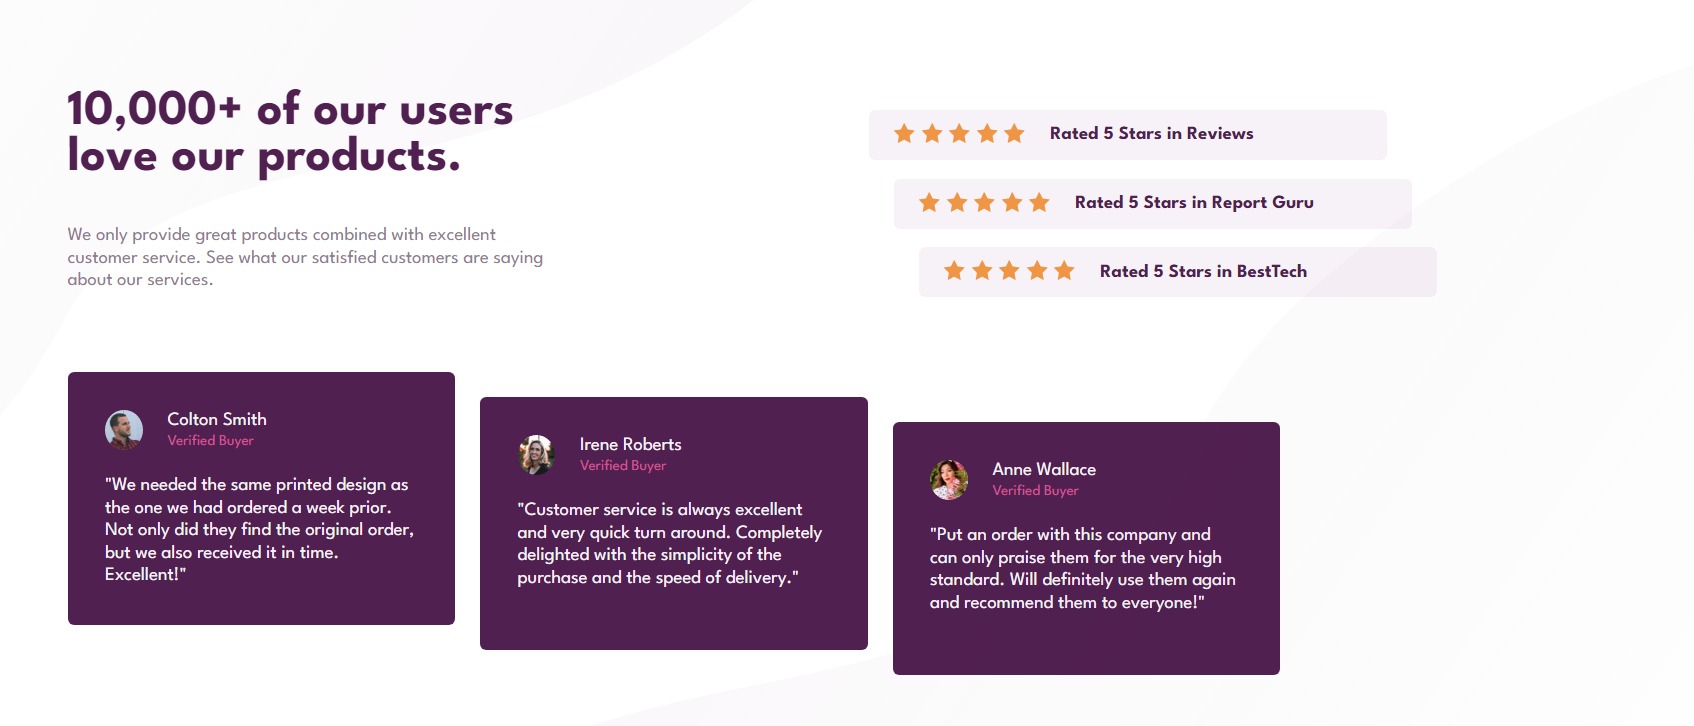 10,000+ of our users
love our products.
We only provide great products combined with excellent
customer service. See what our satisfied customers are saying
about our services.
Rated 5 Stars in Reviews
Rated 5 Stars in Report Guru
Rated 5 Stars in BestTech
Colton Smith
Verified Buyer
"We needed the same printed design as
the one we had ordered a week prior.
Not only did they find the original order,
but we also received it in time.
Excellent!"
Irene Roberts
Verified Buyer
"Customer service is always excellent
and very quick turn around. Completely
delighted with the simplicity of the
purchase and the speed of delivery."
Anne Wallace
Verified Buyer
"Put an order with this company and
can only praise them for the very high
standard. Will definitely use them again
and recommend them to everyone!"